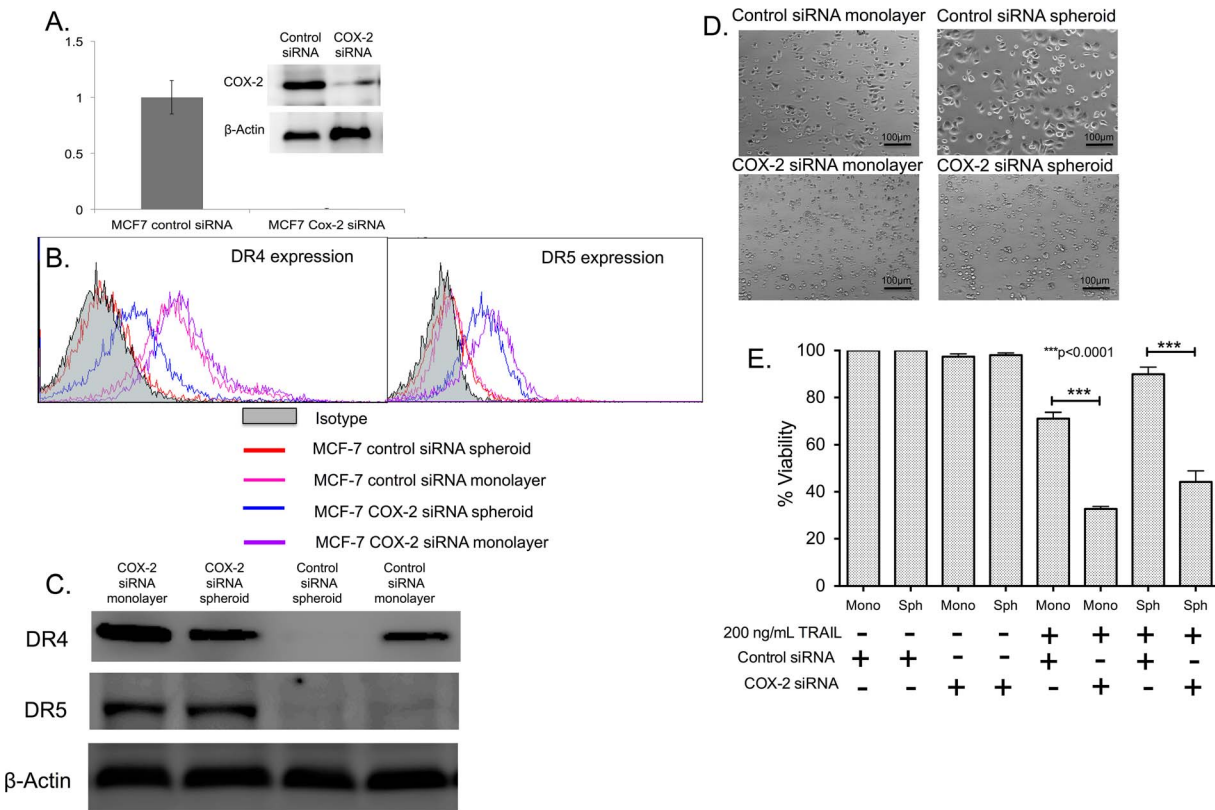 A.
1.5
1
0.5
0
MCF7 control siRNA
MCF7 Cox-2 siRNA
Control siRNA
COX-2 siRNA
COX-2
β-Actin
B.
DR4 expression
DR5 expression
Isotype
MCF-7 control siRNA spheroid
MCF-7 control siRNA monolayer
MCF-7 COX-2 siRNA spheroid
MCF-7 COX-2 siRNA monolayer
C.
COX-2 siRNA monolayer
COX-2 siRNA spheroid
Control siRNA spheroid
Control siRNA monolayer
DR4
DR5
β-Actin
D.
Control siRNA monolayer
Control siRNA spheroid
100µm
100µm
COX-2 siRNA monolayer
COX-2 siRNA spheroid
100µm
100µm
E.
% Viability
100
80
60
40
20
0
***p<0.0001
***
***
Mono Sph Mono Sph Mono Mono Sph Sph
200 ng/mL TRAIL - - - - + + + +
Control siRNA + + - - + - + -
COX-2 siRNA - - + + - + - +